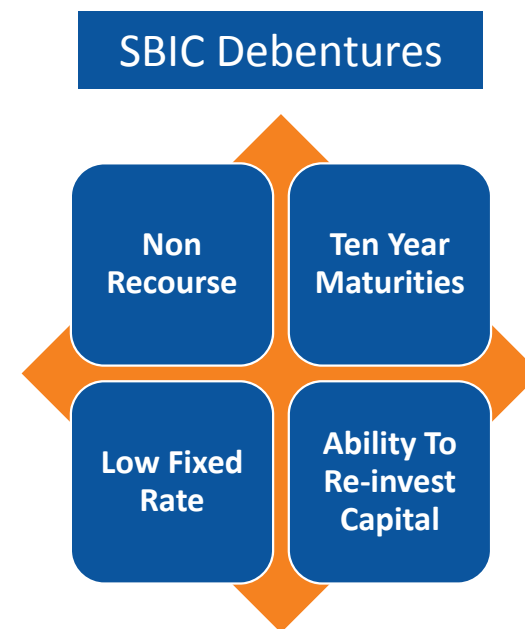 SBIC Debentures
Non
Recourse
Ten Year
Maturities
Low Fixed
Rate
Ability To
Re-invest
Capital